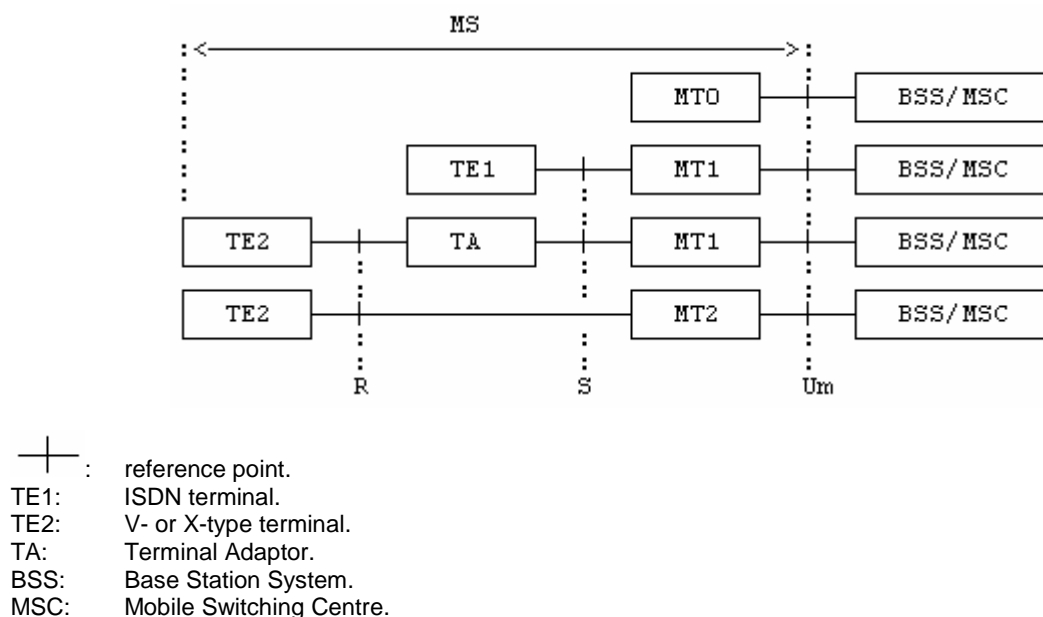 MS
MT0 BSS/MSC
TE1 MT1 BSS/MSC
TE2 TA MT1 BSS/MSC
TE2 MT2 BSS/MSC
R S Um
: reference point.
TE1: ISDN terminal.
TE2: V- or X-type terminal.
TA: Terminal Adaptor.
BSS: Base Station System.
MSC: Mobile Switching Centre.